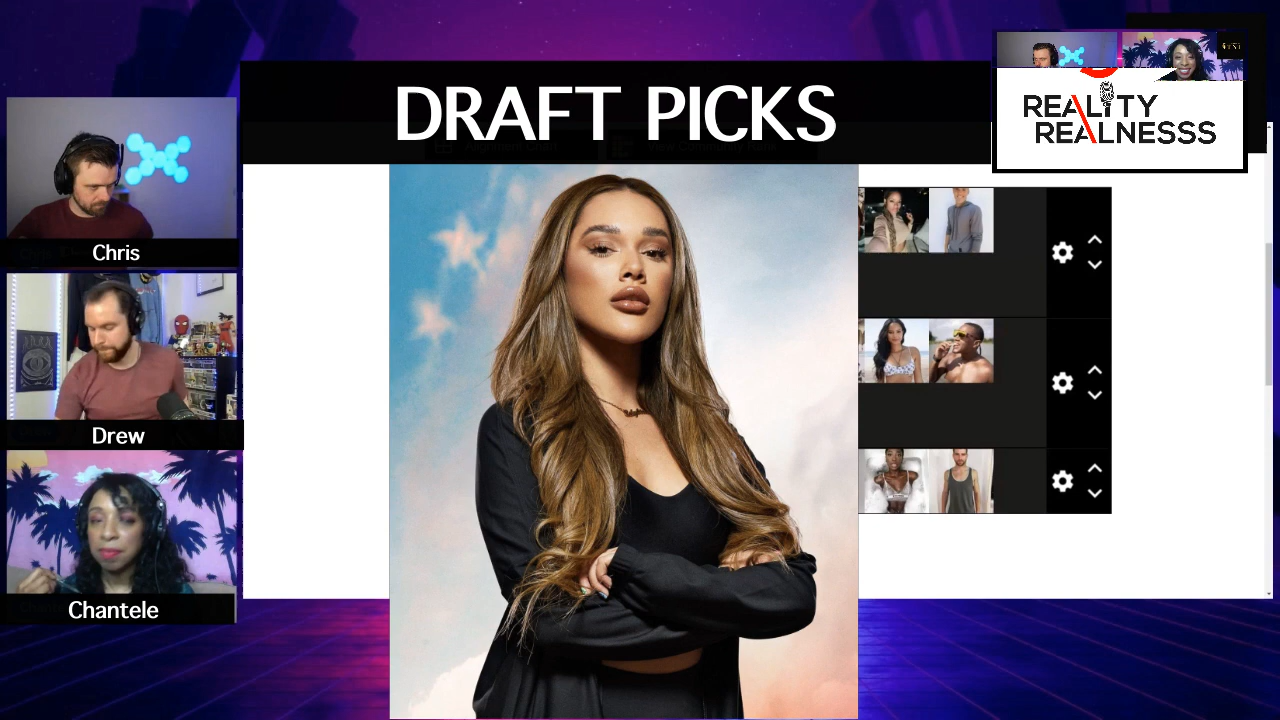 DRAFT PICKS
REALITY
REALNESSS
Chris
Drew
Chantele